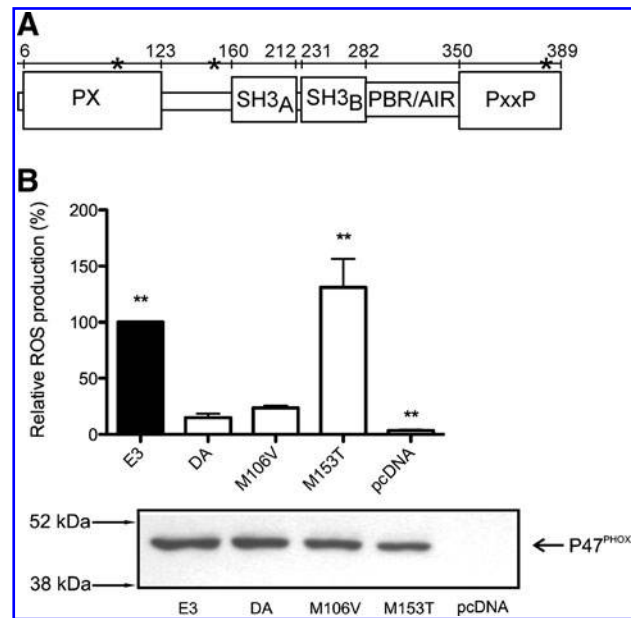 A
6 123 160 212 231 282 350 389
* * *
PX SH3A SH3B PBR/AIR PxxP
B
Relative ROS production (%)
200
150
100
50
0
** ** **
E3 DA M106V M153T pcDNA
52 kDa
P47PHOX
38 kDa
E3 DA M106V M153T pcDNA